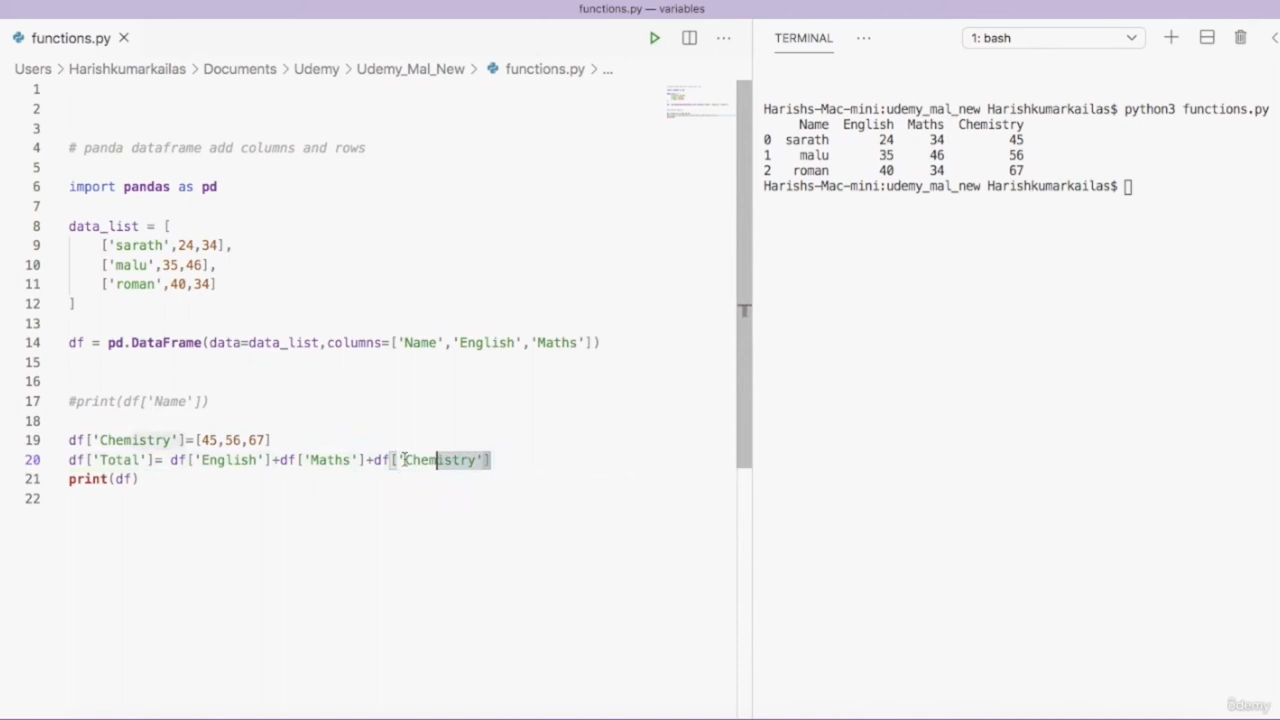 functions.py — variables
functions.py
TERMINAL
1: bash
Users > Harishkumarkailas > Documents > Udemy > Udemy_Mal_New > functions.py > ...
1
2
3
4 # panda dataframe add columns and rows
5
6 import pandas as pd
7
8 data_list = [
9 ['sarath',24,34],
10 ['malu',35,46],
11 ['roman',40,34]
12 ]
13
14 df = pd.DataFrame(data=data_list,columns=['Name','English','Maths'])
15
16
17 #print(df['Name'])
18
19 df['Chemistry']=[45,56,67]
20 df['Total']= df['English']+df['Maths']+df['Chemistry']
21 print(df)
22
Harishs-Mac-mini:udemy_mal_new Harishkumarkailas$ python3 functions.py
Name English Maths Chemistry
0 sarath 24 34 45
1 malu 35 46 56
2 roman 40 34 67
Harishs-Mac-mini:udemy_mal_new Harishkumarkailas$
Udemy